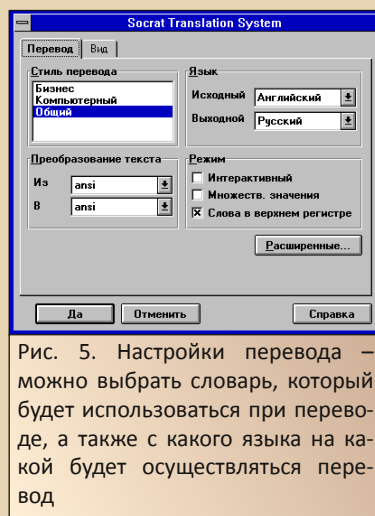 Socrat Translation System
Перевод Вид
Стиль перевода
Бизнес
Компьютерный
Общий
Язык
Исходный Английский
Выходной Русский
Преобразование текста
Из ansi
В ansi
Режим
Интерактивный
Множеств. значения
Слова в верхнем регистре
Расширенные...
Да Отменить Справка
Рис. 5. Настройки перевода –
можно выбрать словарь, который
будет использоваться при перево-
де, а также с какого языка на ка-
кой будет осуществляться пере-
вод